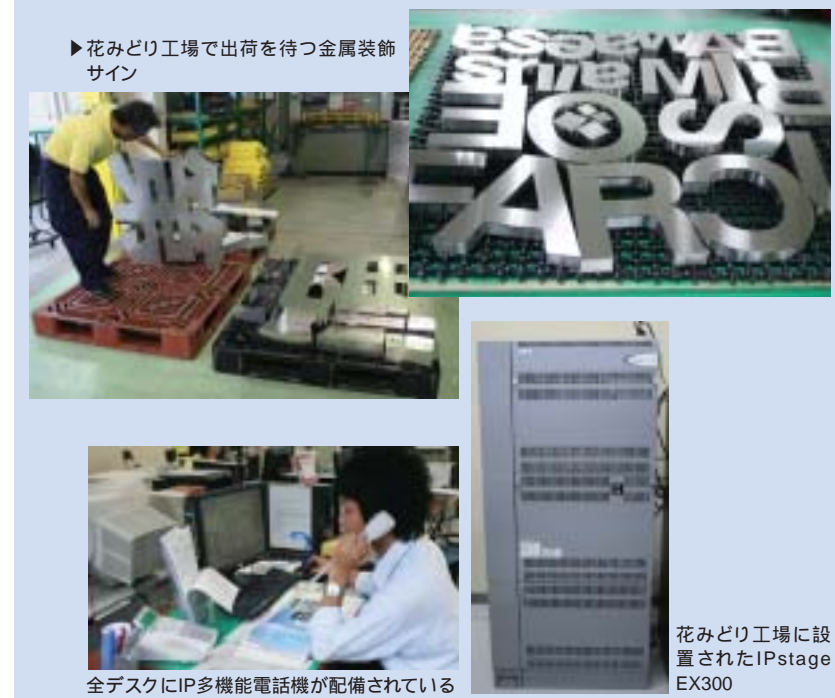 ▶花みどり工場で出荷を待つ金属装飾
サイン
ARC
全デスクにIP多機能電話機が配備されている
花みどり工場に設
置されたIPstage
EX300